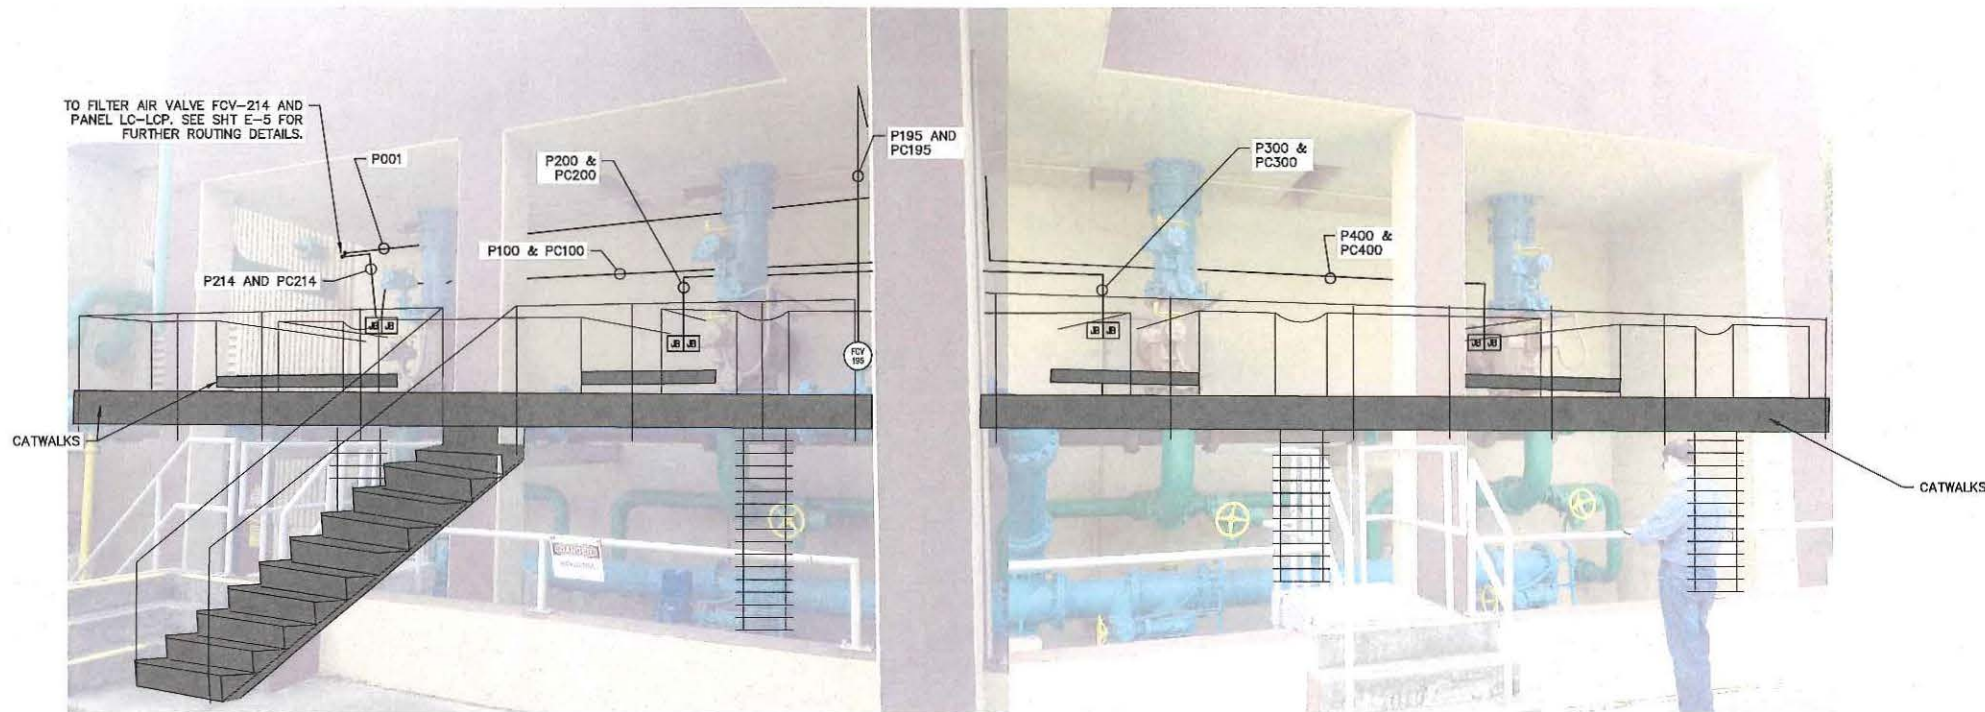 TO FILTER AIR VALVE FCV-214 AND
PANEL LC-LCP. SEE SHT E-5 FOR
FURTHER ROUTING DETAILS.
P001
P200 &
PC200
P195 AND
PC195
P300 &
PC300
P400 &
PC400
P100 & PC100
P214 AND PC214
JB JB
JB JB
FCV
195
JB JB
JB JB
CATWALKS
CATWALKS